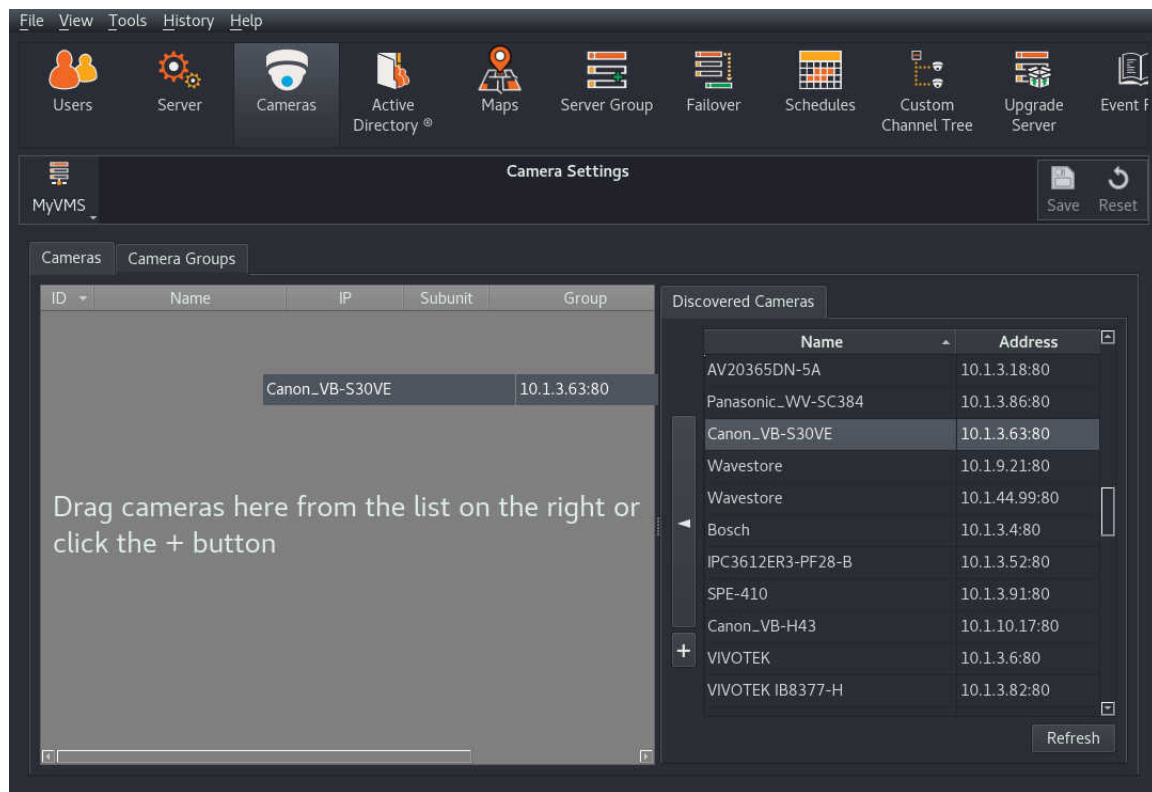 File View Tools History Help
Users Server Cameras Active Directory ® Maps Server Group Failover Schedules Custom Channel Tree Upgrade Server Event
MyVMS Camera Settings Save Reset
Cameras Camera Groups
ID Name IP Subunit Group
Canon_VB-S30VE 10.1.3.63:80
Drag cameras here from the list on the right or
click the + button
Discovered Cameras
Name Address
AV20365DN-5A 10.1.3.18:80
Panasonic_WV-SC384 10.1.3.86:80
Canon_VB-S30VE 10.1.3.63:80
Wavestore 10.1.9.21:80
Wavestore 10.1.44.99:80
Bosch 10.1.3.4:80
IPC3612ER3-PF28-B 10.1.3.52:80
SPE-410 10.1.3.91:80
Canon_VB-H43 10.1.10.17:80
+ VIVOTEK 10.1.3.6:80
VIVOTEK IB8377-H 10.1.3.82:80
Refresh